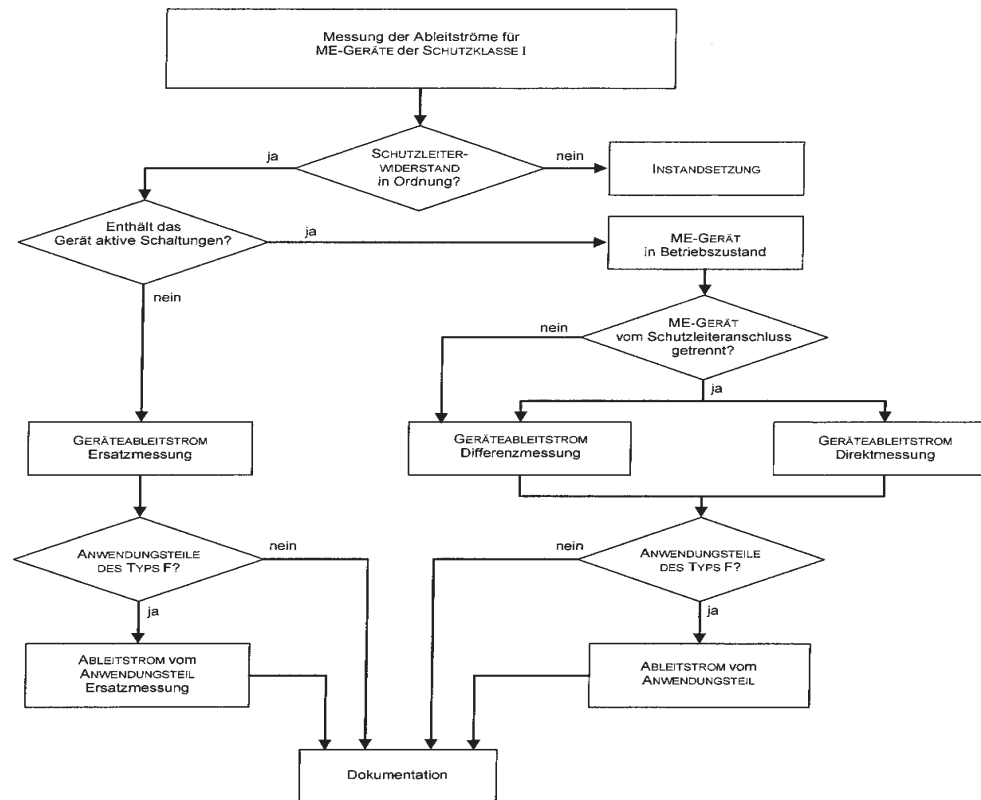 Messung der Ableitströme für
ME-GERÄTE der SCHUTZKLASSE I
ja
SCHUTZLEITER-
WIDERSTAND
in Ordnung?
nein
INSTANDSETZUNG
Enthält das
Gerät aktive Schaltungen?
ja
ME-GERÄT
in Betriebszustand
nein
nein
ME-GERÄT
vom Schutzleiteranschluss
getrennt?
ja
GERÄTEABLEITSTROM
Ersatzmessung
GERÄTEABLEITSTROM
Differenzmessung
GERÄTEABLEITSTROM
Direktmessung
ANWENDUNGSTEILE
DES TYPS F?
nein
ja
nein
ANWENDUNGSTEILE
DES TYPS F?
ja
ABLEITSTROM vom
ANWENDUNGSTEIL
Ersatzmessung
ABLEITSTROM vom
ANWENDUNGSTEIL
Dokumentation